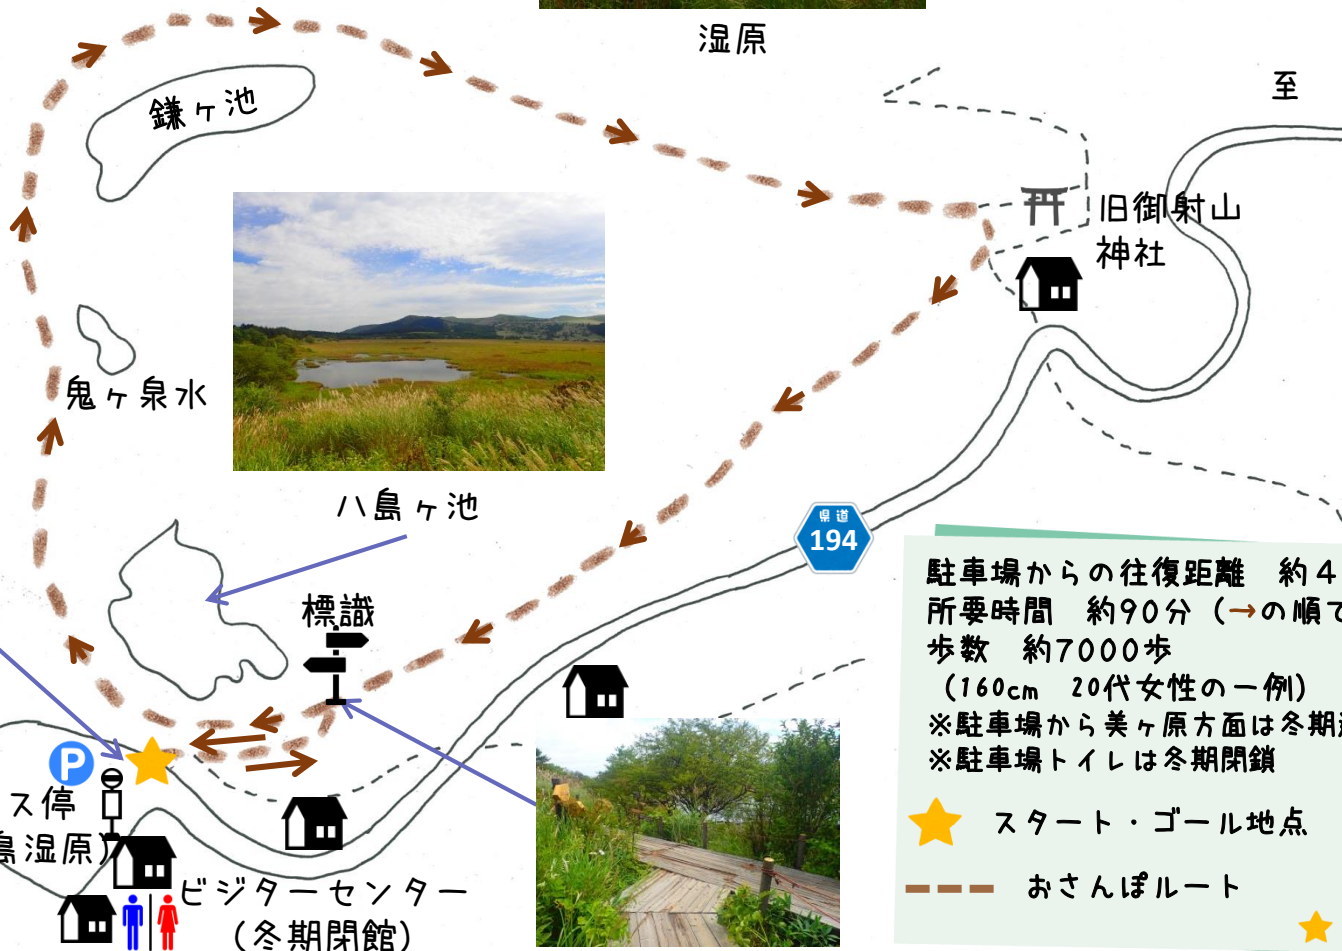 湿原
至
鎌ヶ池
旧御射山
神社
鬼ヶ泉水
八島ヶ池
県道
194
標識
駐車場からの往復距離　約4
所要時間　約90分（→の順で
歩数　約7000歩
（160cm　20代女性の一例）
※駐車場から美ヶ原方面は冬期
※駐車場トイレは冬期閉鎖
P
ス停
島湿原）
スタート・ゴール地点
ビジターセンター
（冬期閉館）
おさんぽルート